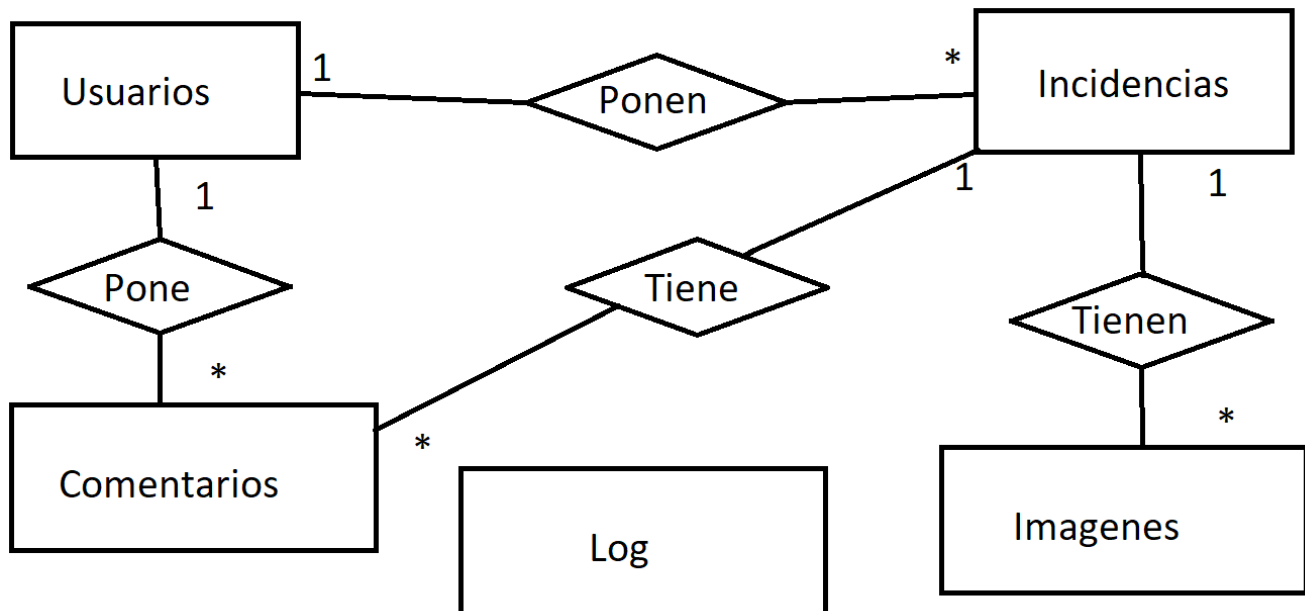 Usuarios
1
Ponen
*
Incidencias
1
Pone
*
1
Tiene
*
1
Tienen
*
Comentarios
Log
Imagenes